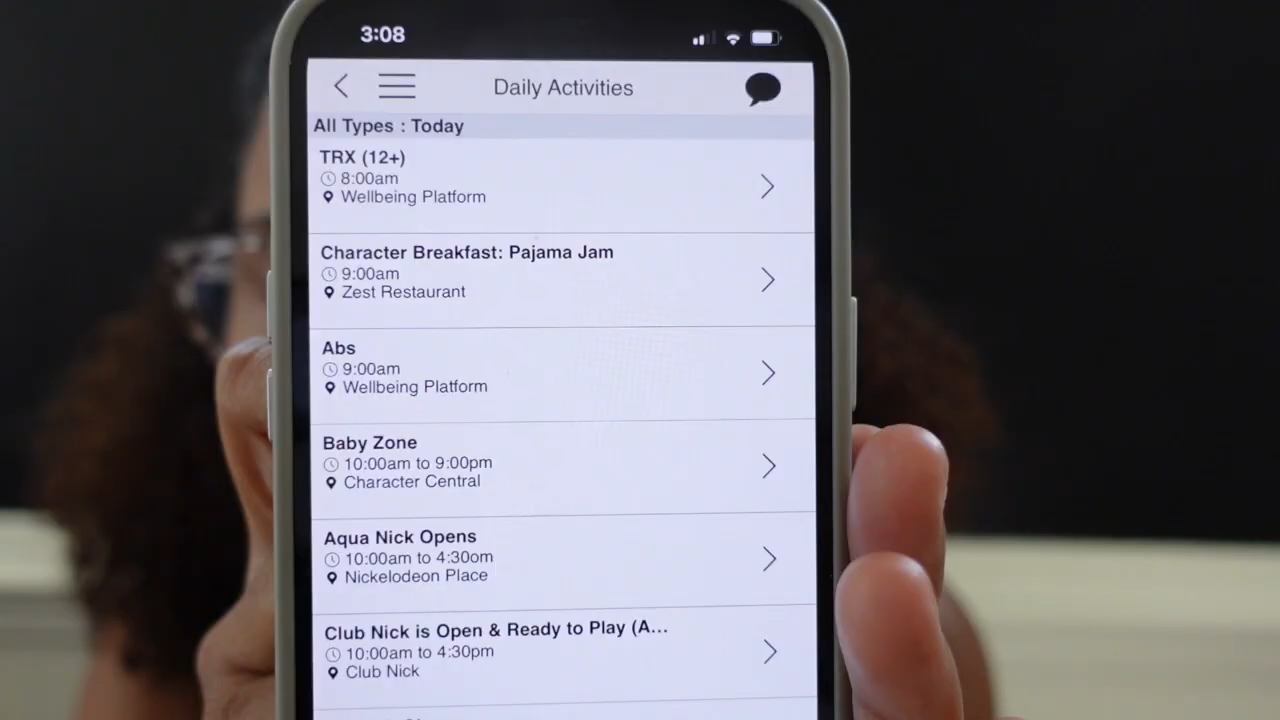 3:08
Daily Activities
All Types : Today
TRX (12+)
8:00am
Wellbeing Platform
Character Breakfast: Pajama Jam
9:00am
Zest Restaurant
Abs
9:00am
Wellbeing Platform
Baby Zone
10:00am to 9:00pm
Character Central
Aqua Nick Opens
10:00am to 4:30om
Nickelodeon Place
Club Nick is Open & Ready to Play (A...
10:00am to 4:30pm
Club Nick